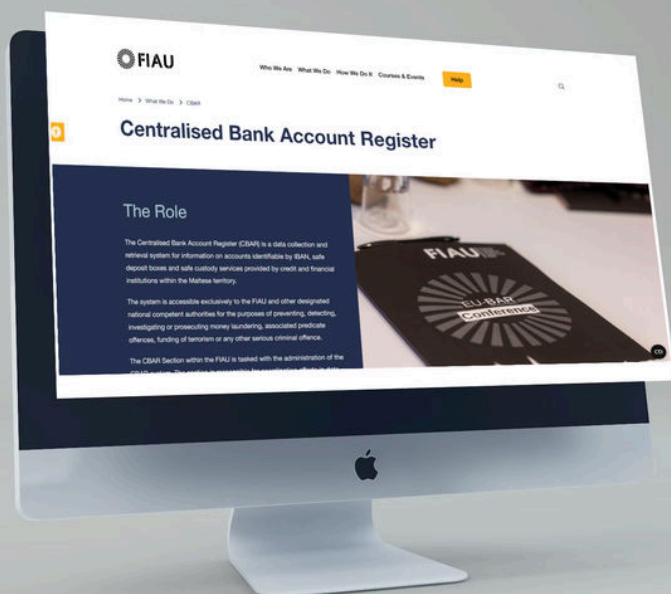 FIAU
Who We Are What We Do How We Do It Courses & Events Help
Home > What We Do > CBAR
Centralised Bank Account Register
The Role
The Centralised Bank Account Register (CBAR) is a data collection and
retrieval system for information on accounts identifiable by IBAN, safe
deposit boxes and safe custody services provided by credit and financial
institutions within the Maltese territory.
The system is accessible exclusively to the FIAU and other designated
national competent authorities for the purposes of preventing, detecting,
investigating or prosecuting money laundering, associated predicate
offences, funding of terrorism or any other serious criminal offence.
The CBAR Section within the FIAU is tasked with the administration of the
FIAU
EU-BAR
Conference